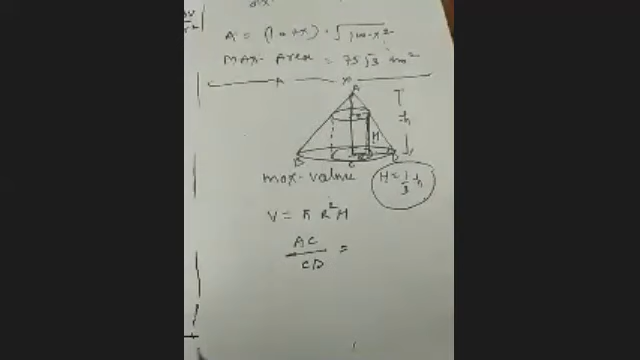 A = (10+x) · √100-x²
Max. Area = 75√3 cm²
A
h
H
B
C
D
max-value
H = 1/3 h
V = π R² H
AC/CD =